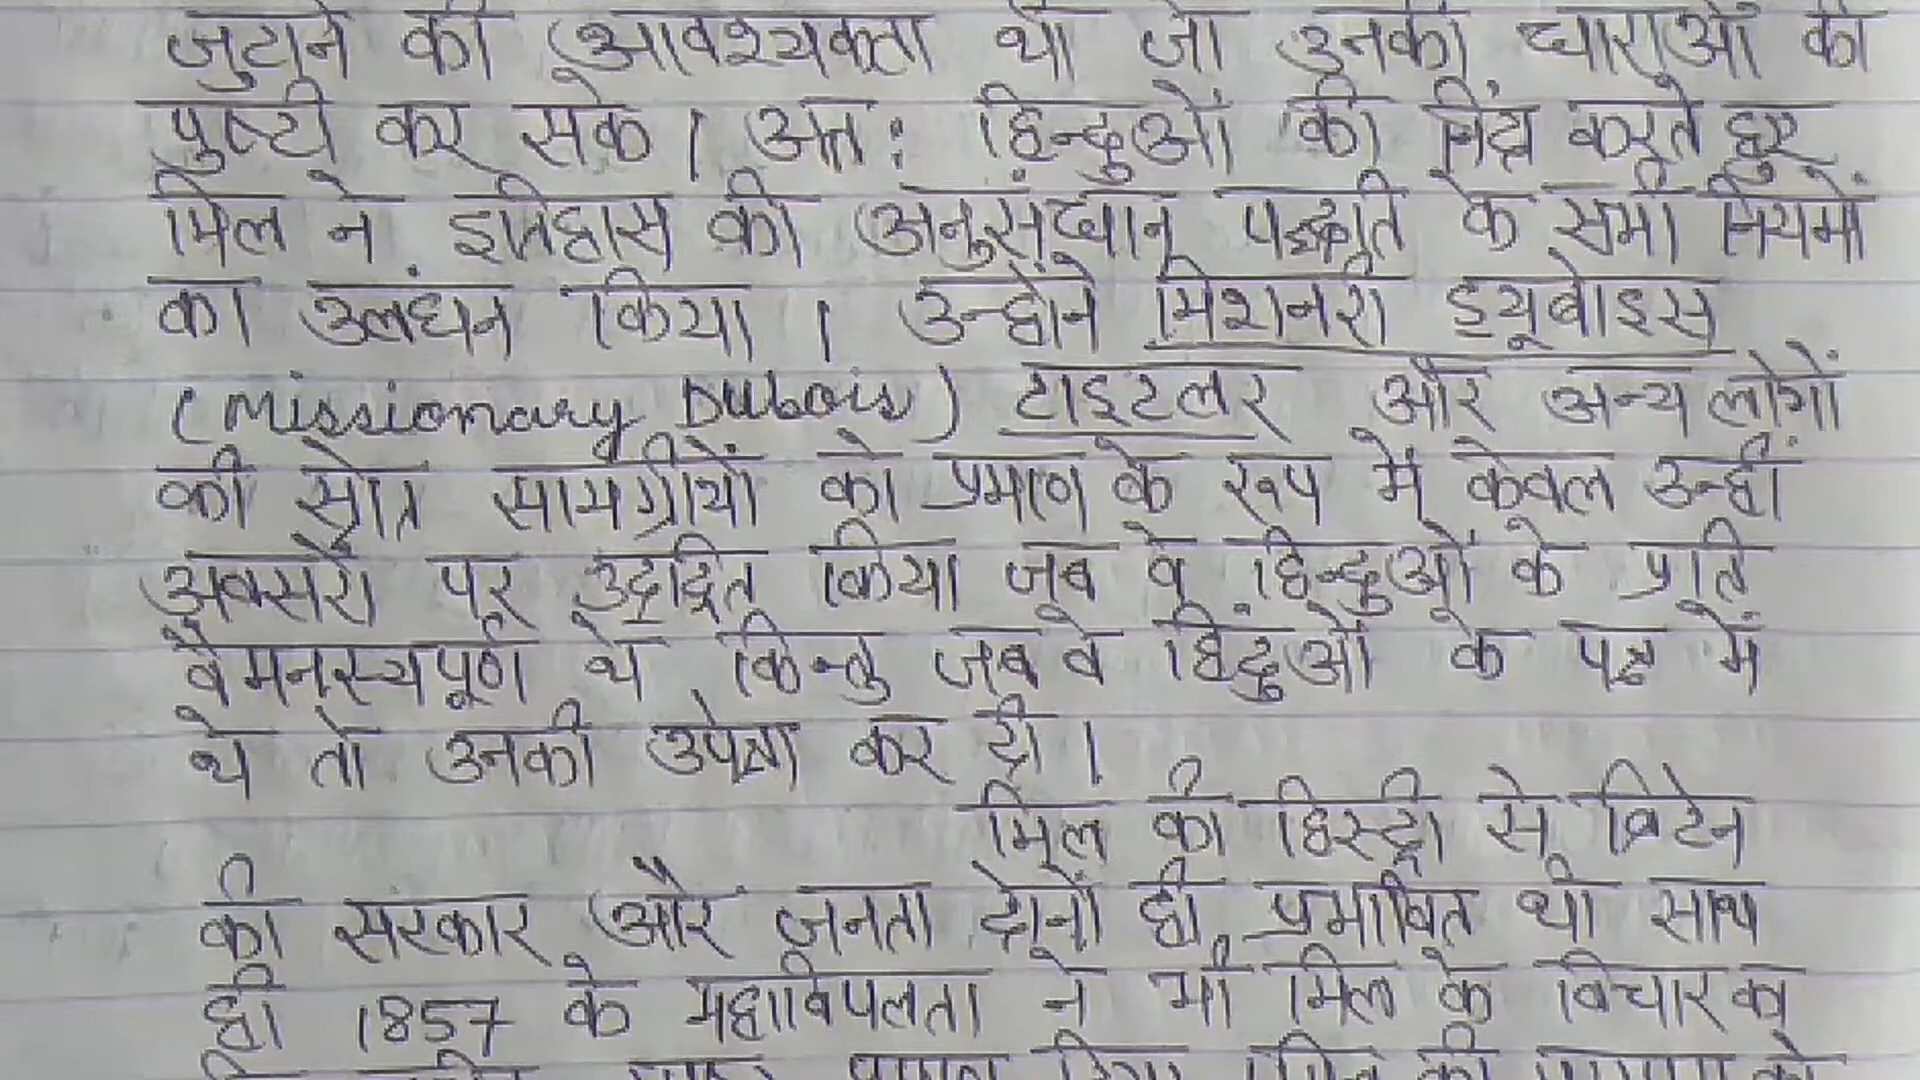 जुटाने की आवश्यकता थी जो उनकी धाराओं की
पुष्टी कर सके। अतः हिन्दुओं की निंदा करते हुए
मिल ने इतिहास की अनुसंधान पद्धति के सभी नियमों
का उलंघन किया। उन्होंने मिशनरी ड्यूबोइस
(Missionary Dubois) टाइटलर और अन्य लोगों
की स्रोत सामग्रीयों को प्रमाण के रूप में केवल उन्हीं
अवसरों पर किया जब वे हिन्दुओं के प्रति
वैमनस्यपूर्ण थे किन्तु जब वे हिंदुओं के पक्ष में
थे तो उनकी उपेक्षा कर दी।
मिल की हिस्ट्री से ब्रिटेन
की सरकार और जनता दोनों ही प्रभावित थी साथ
ही 1857 के महाविपलता ने भी मिल के विचार को